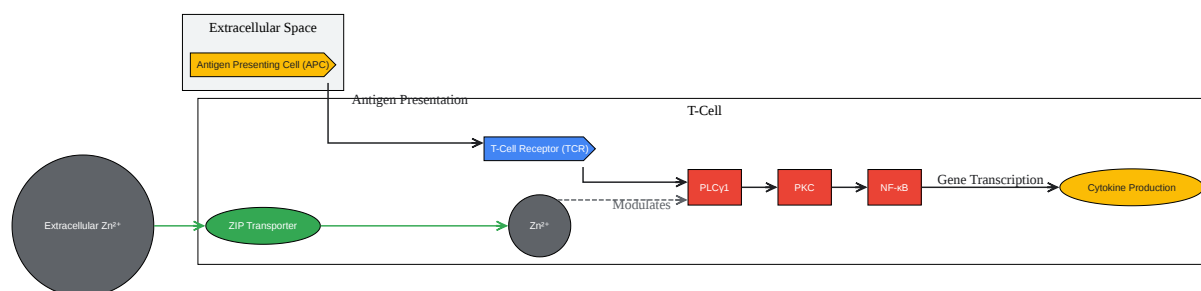 Extracellular Space
Antigen Presenting Cell (APC)
Antigen Presentation
T-Cell
T-Cell Receptor (TCR)
PLCγ1
PKC
NF-κB
Gene Transcription
Cytokine Production
Modulates
Extracellular Zn²⁺
ZIP Transporter
Zn²⁺